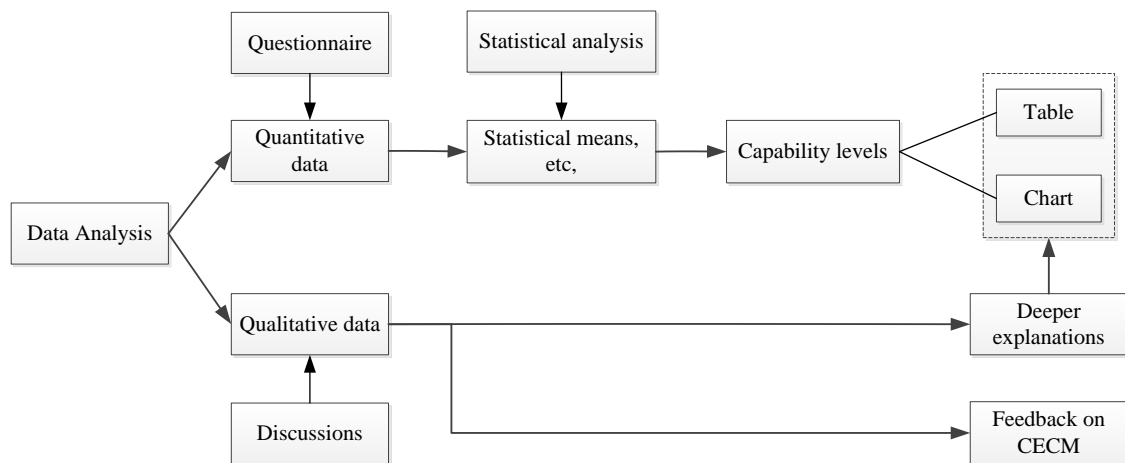 Questionnaire
Statistical analysis
Table
Quantitative
data
Statistical means,
etc,
Capability levels
Chart
Data Analysis
Qualitative data
Deeper
explanations
Discussions
Feedback on
CECM